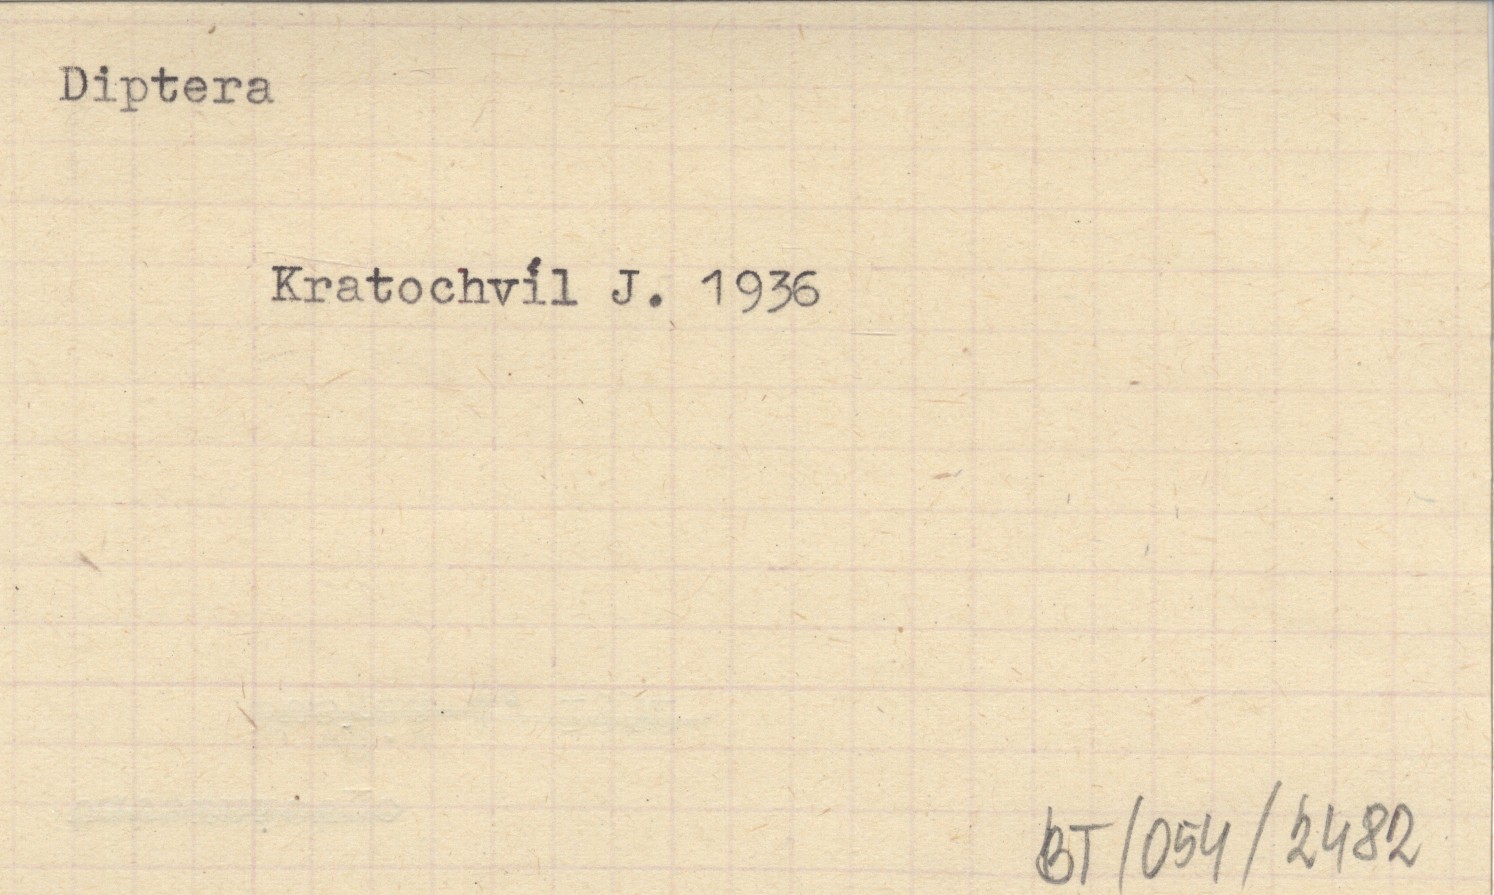 Diptera
Kratochvíl J. 1936
BT/054/2482